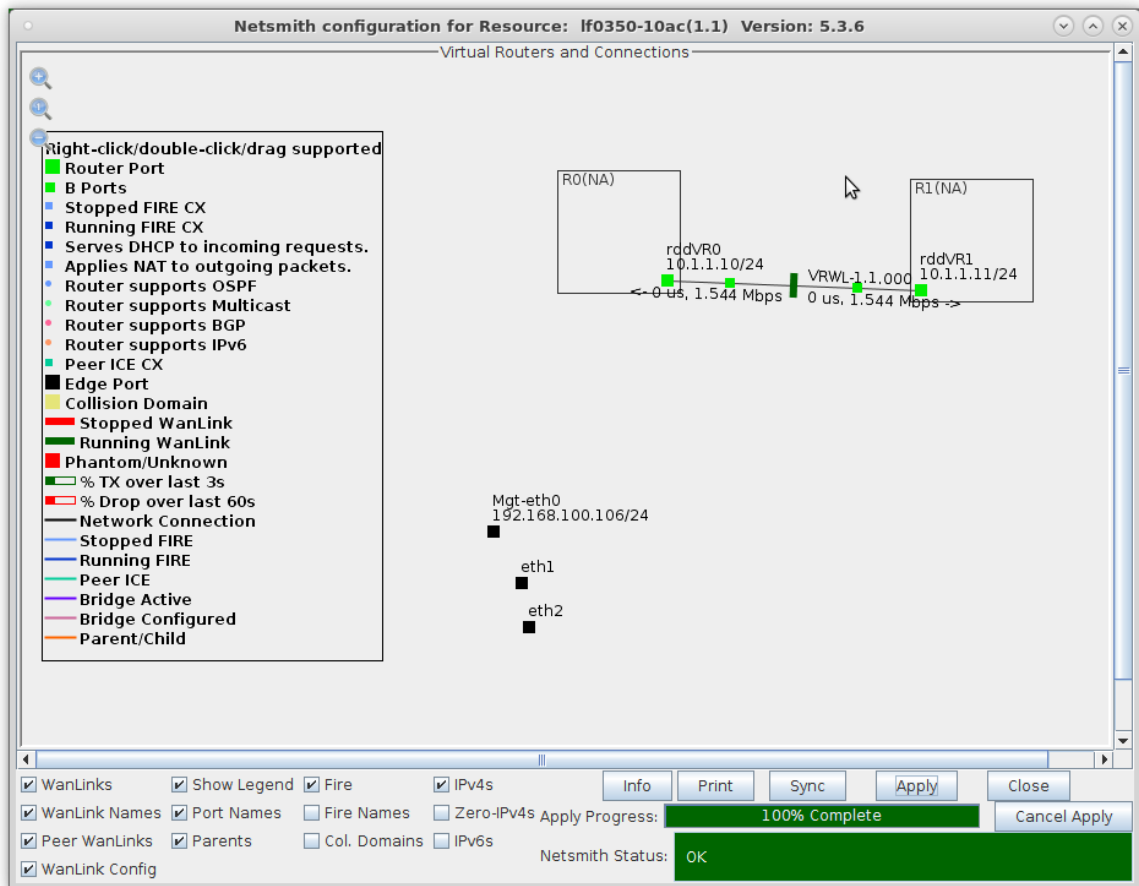 Netsmith configuration for Resource: lf0350-10ac(1.1) Version: 5.3.6
Virtual Routers and Connections
Right-click/double-click/drag supported
Router Port
B Ports
Stopped FIRE CX
Running FIRE CX
Serves DHCP to incoming requests.
Applies NAT to outgoing packets.
Router supports OSPF
Router supports Multicast
Router supports BGP
Router supports IPv6
Peer ICE CX
Edge Port
Collision Domain
Stopped WanLink
Running WanLink
Phantom/Unknown
% TX over last 3s
% Drop over last 60s
Network Connection
Stopped FIRE
Running FIRE
Peer ICE
Bridge Active
Bridge Configured
Parent/Child
R0(NA)
rddVR0
10.1.1.10/24
<- 0 us, 1.544 Mbps
VRWL-1.1.000
0 us, 1.544 Mbps ->
R1(NA)
rddVR1
10.1.1.11/24
Mgt-eth0
192.168.100.106/24
eth1
eth2
WanLinks Show Legend Fire IPv4s Info Print Sync Apply Close
WanLink Names Port Names Fire Names Zero-IPv4s Apply Progress: 100% Complete Cancel Apply
Peer WanLinks Parents Col. Domains IPv6s
WanLink Config
Netsmith Status: OK